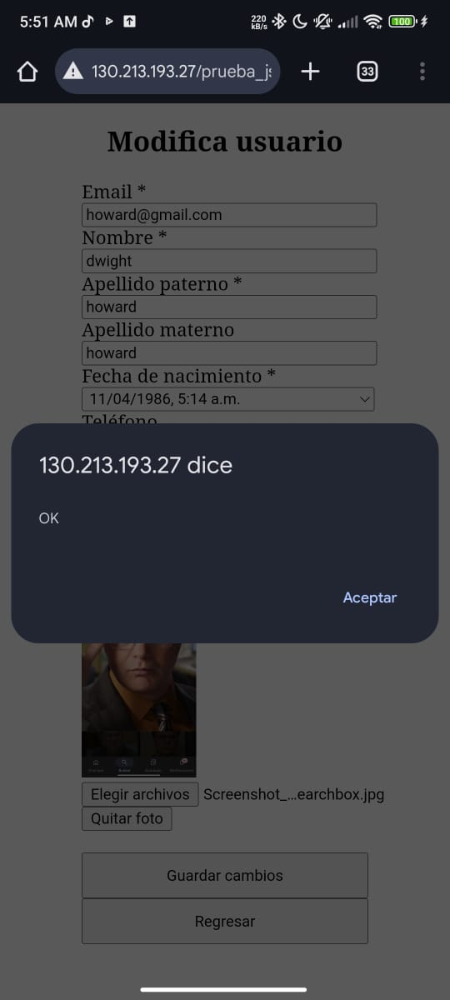 5:51 AM
220
kB/s
100
130.213.193.27/prueba_js
33
Modifica usuario
Email *
howard@gmail.com
Nombre *
dwight
Apellido paterno *
howard
Apellido materno
howard
Fecha de nacimiento *
11/04/1986, 5:14 a.m.
Teléfono
130.213.193.27 dice
OK
Aceptar
Elegir archivos Screenshot_...earchbox.jpg
Quitar foto
Guardar cambios
Regresar